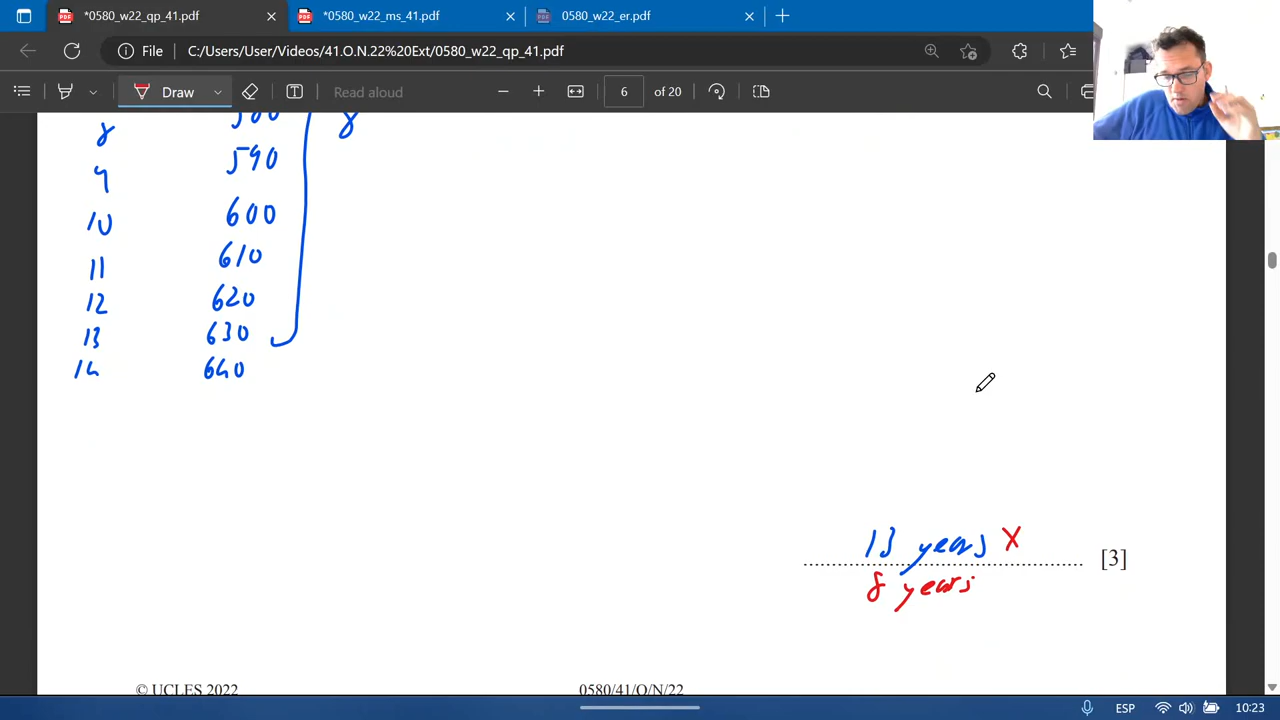 *0580_w22_qp_41.pdf
*0580_w22_ms_41.pdf
0580_w22_er.pdf
File
C:/Users/User/Videos/41.O.N.22%20Ext/0580_w22_qp_41.pdf
Draw
Read aloud
6 of 20
8
8
9 590
10 600
11 610
12 620
13 630
14 640
13 years X
[3]
8 years
© UCLES 2022
0580/41/O/N/22
ESP
10:23